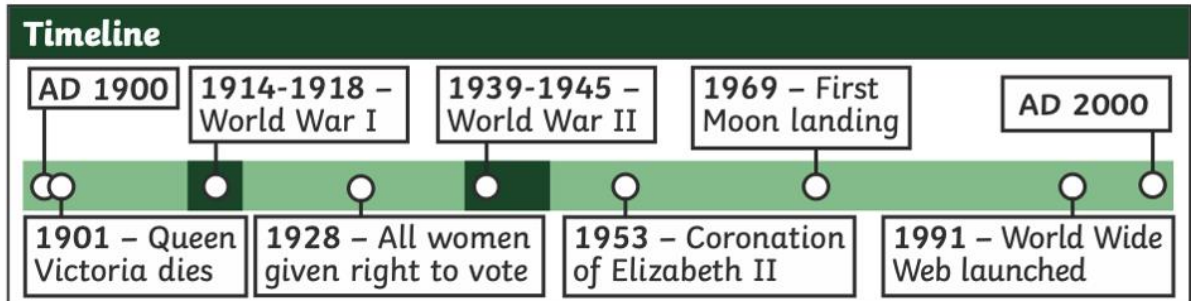 Timeline
AD 1900
1914-1918 –
World War I
1939-1945 –
World War II
1969 – First
Moon landing
AD 2000
1901 – Queen
Victoria dies
1928 – All women
given right to vote
1953 – Coronation
of Elizabeth II
1991 – World Wide
Web launched